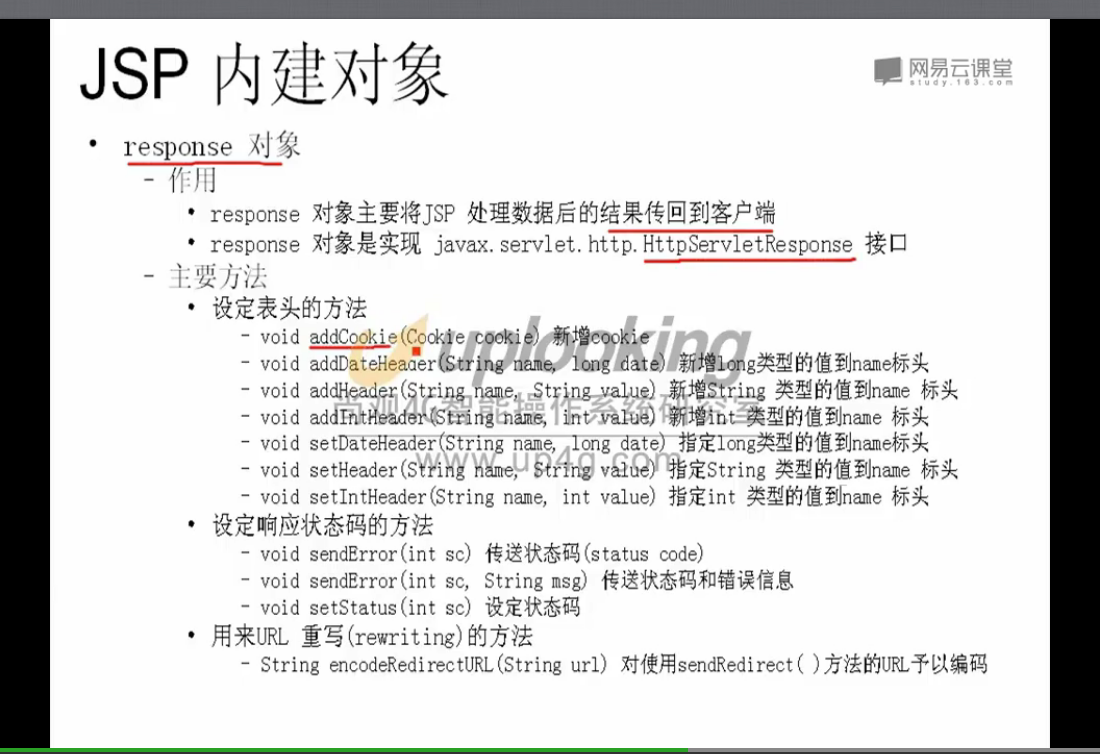 JSP 内建对象
网易云课堂
study.163.com
• response 对象
– 作用
• response 对象主要将JSP 处理数据后的结果传回到客户端
• response 对象是实现 javax.servlet.http.HttpServletResponse 接口
– 主要方法
• 设定表头的方法
– void addCookie(Cookie cookie) 新增cookie
– void addDateHeader(String name, long date) 新增long类型的值到name标头
– void addHeader(String name, String value) 新增String 类型的值到name 标头
– void addIntHeader(String name, int value) 新增int 类型的值到name 标头
– void setDateHeader(String name, long date) 指定long类型的值到name标头
– void setHeader(String name, String value) 指定String 类型的值到name 标头
– void setIntHeader(String name, int value) 指定int 类型的值到name 标头
• 设定响应状态码的方法
– void sendError(int sc) 传送状态码(status code)
– void sendError(int sc, String msg) 传送状态码和错误信息
– void setStatus(int sc) 设定状态码
• 用来URL 重写(rewriting)的方法
– String encodeRedirectURL(String url) 对使用sendRedirect( )方法的URL予以编码
uplooking
尚观4G智能操作系统研究室
www.up4g.com